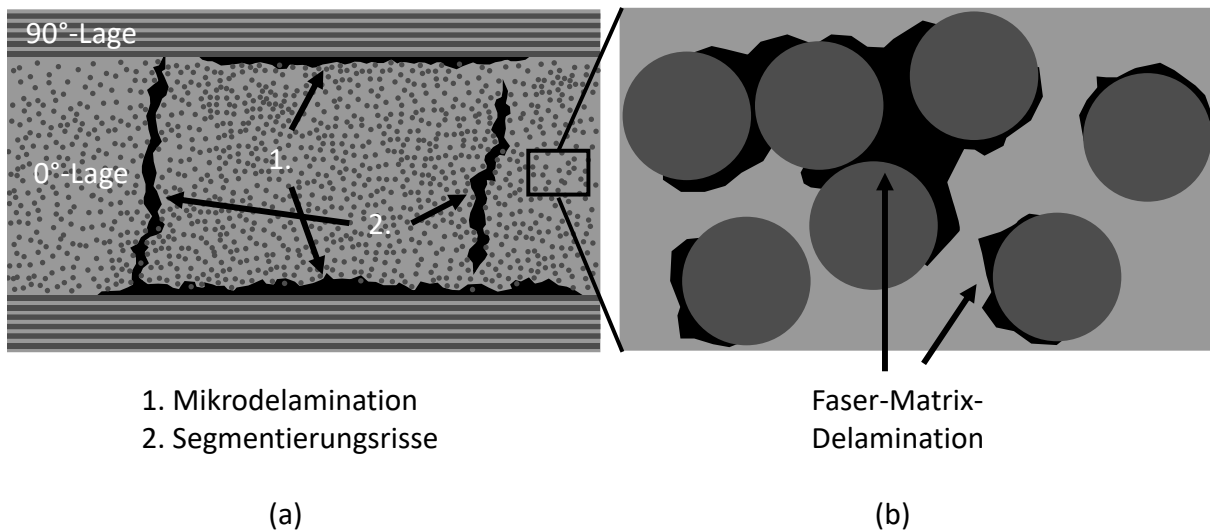 90°-Lage
0°-Lage
1.
2.
1. Mikrodelamination
2. Segmentierungsrisse
(a)
Faser-Matrix-
Delamination
(b)